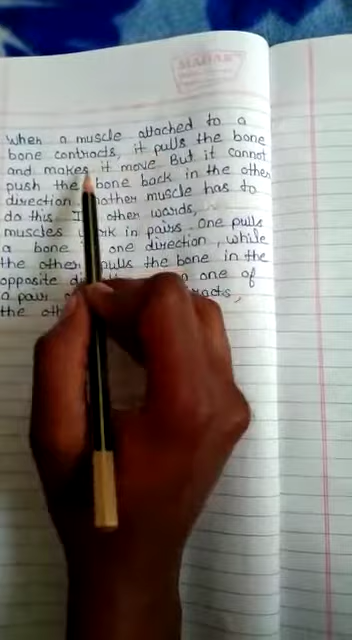 MADAR
When a muscle attached to a
bone contracts, it pulls the bone
and makes it move But it cannot
push the bone back in the other
direction. muscle has to
do this. other words,
muscles in pairs. One pulls
a bone one direction, while
the other pulls the bone in the
opposite one of
a pair
the